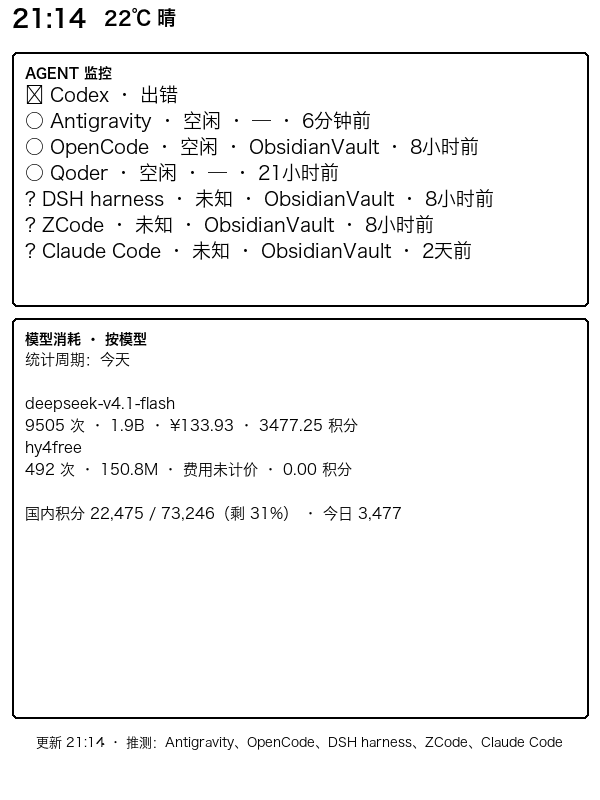 21:14 22℃ 晴
AGENT 监控
☒ Codex · 出错
○ Antigravity · 空闲 · — · 6分钟前
○ OpenCode · 空闲 · ObsidianVault · 8小时前
○ Qoder · 空闲 · — · 21小时前
? DSH harness · 未知 · ObsidianVault · 8小时前
? ZCode · 未知 · ObsidianVault · 8小时前
? Claude Code · 未知 · ObsidianVault · 2天前
模型消耗 · 按模型
统计周期：今天
deepseek-v4.1-flash
9505 次 · 1.9B · ¥133.93 · 3477.25 积分
hy4free
492 次 · 150.8M · 费用未计价 · 0.00 积分
国内积分 22,475 / 73,246（剩 31%） · 今日 3,477
更新 21:14 · 推测：Antigravity、OpenCode、DSH harness、ZCode、Claude Code